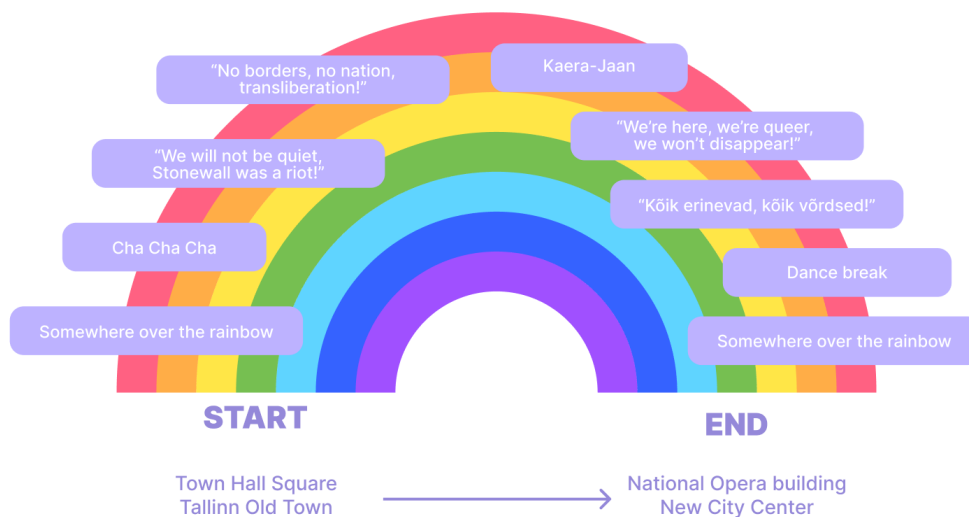 “No borders, no nation,
transliberation!”
Kaera-Jaan
“We’re here, we’re queer,
we won’t disappear!”
“We will not be quiet,
Stonewall was a riot!”
“Kõik erinevad, kõik võrdsed!”
Cha Cha Cha
Dance break
Somewhere over the rainbow
Somewhere over the rainbow
START
END
Town Hall Square
Tallinn Old Town
National Opera building
New City Center